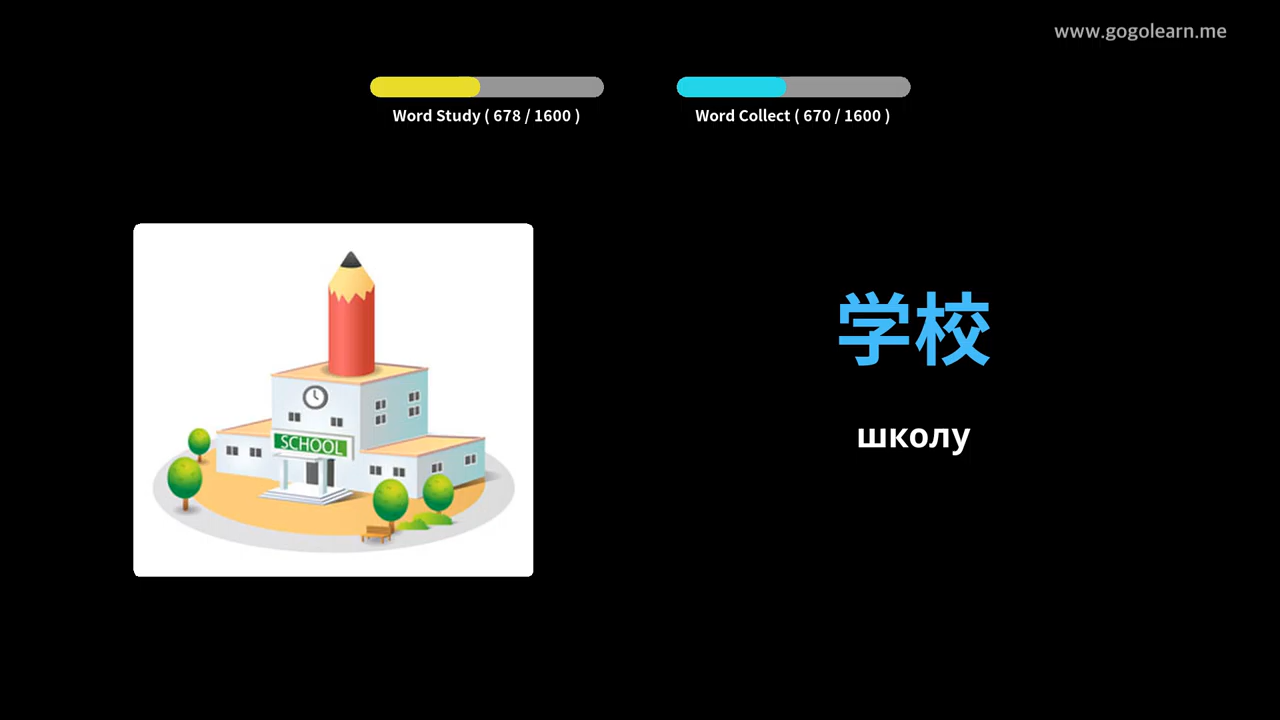 www.gogolearn.me
Word Study ( 678 / 1600 )
Word Collect ( 670 / 1600 )
学校
SCHOOL
школу